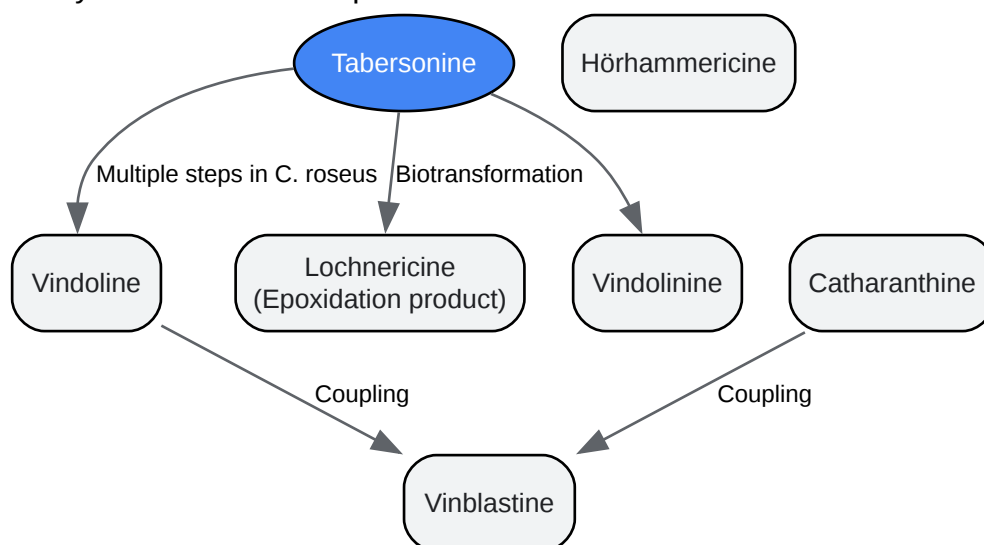 Tabersonine
Hörhammericine
Multiple steps in C. roseus
Biotransformation
Vindoline
Lochnericine
(Epoxidation product)
Vindolinine
Catharanthine
Coupling
Coupling
Vinblastine